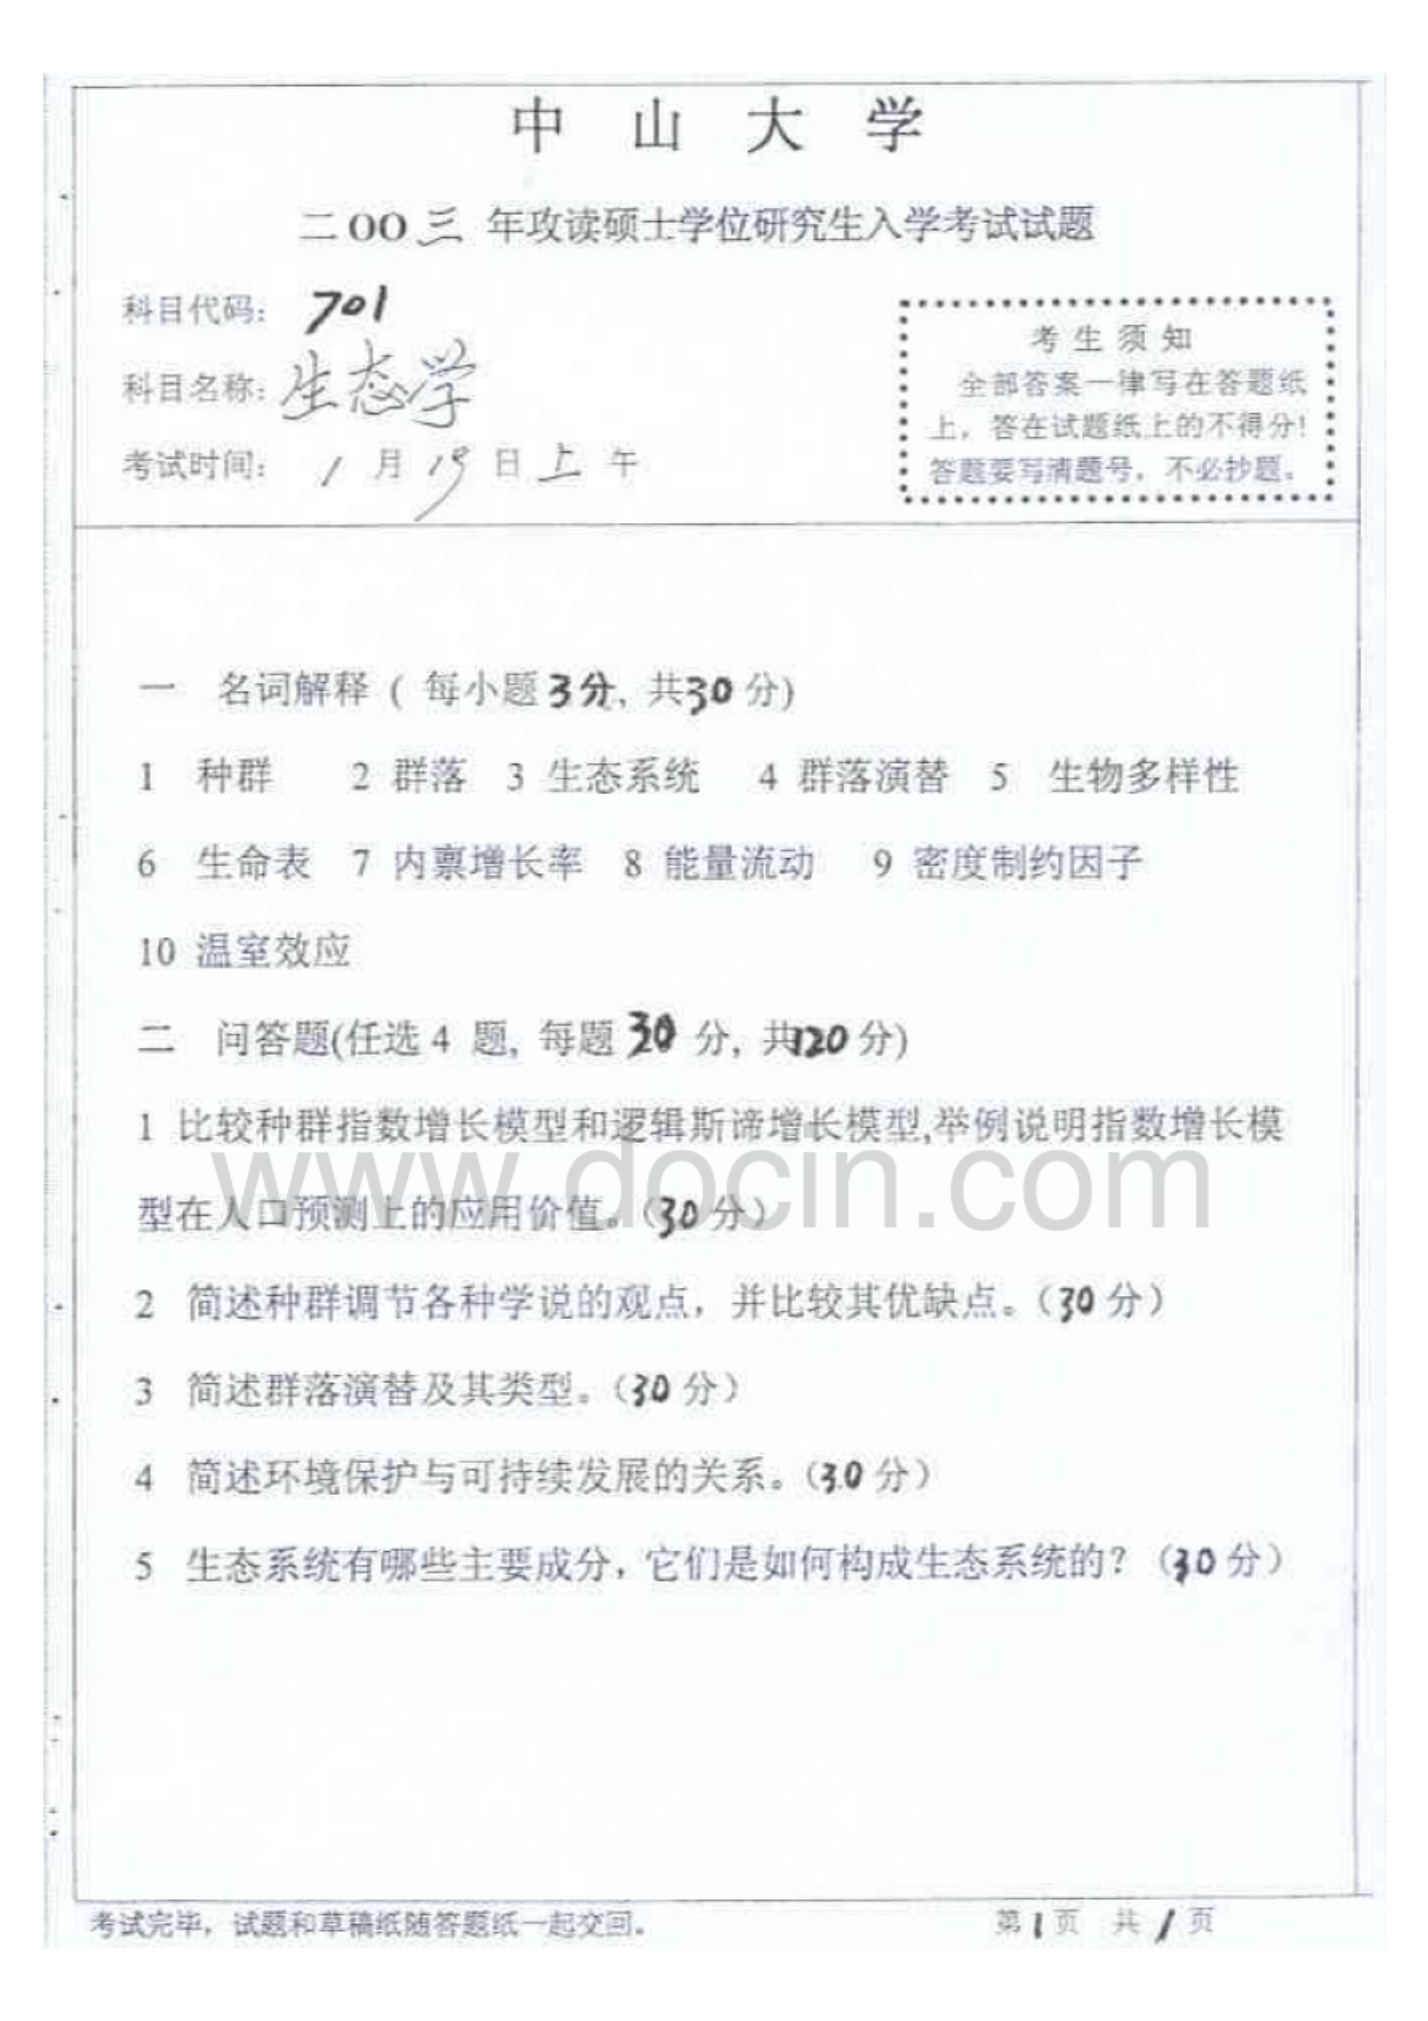 中 山 大 学
二OO三 年攻读硕士学位研究生入学考试试题
科目代码: 701
科目名称: 生态学
考试时间: 1 月 19 日 上 午
考 生 须 知
全部答案一律写在答题纸
上, 答在试题纸上的不得分!
答题要写清题号, 不必抄题。
一 名词解释 ( 每小题3分, 共30分)
1 种群 2 群落 3 生态系统 4 群落演替 5 生物多样性
6 生命表 7 内禀增长率 8 能量流动 9 密度制约因子
10 温室效应
二 问答题(任选4 题, 每题 30 分, 共120分)
1 比较种群指数增长模型和逻辑斯谛增长模型,举例说明指数增长模
型在人口预测上的应用价值。(30分)
2 简述种群调节各种学说的观点, 并比较其优缺点。(30分)
3 简述群落演替及其类型。(30分)
4 简述环境保护与可持续发展的关系。(30分)
5 生态系统有哪些主要成分, 它们是如何构成生态系统的? (30分)
www.docin.com
考试完毕, 试题和草稿纸随答题纸一起交回。
第1页 共1页